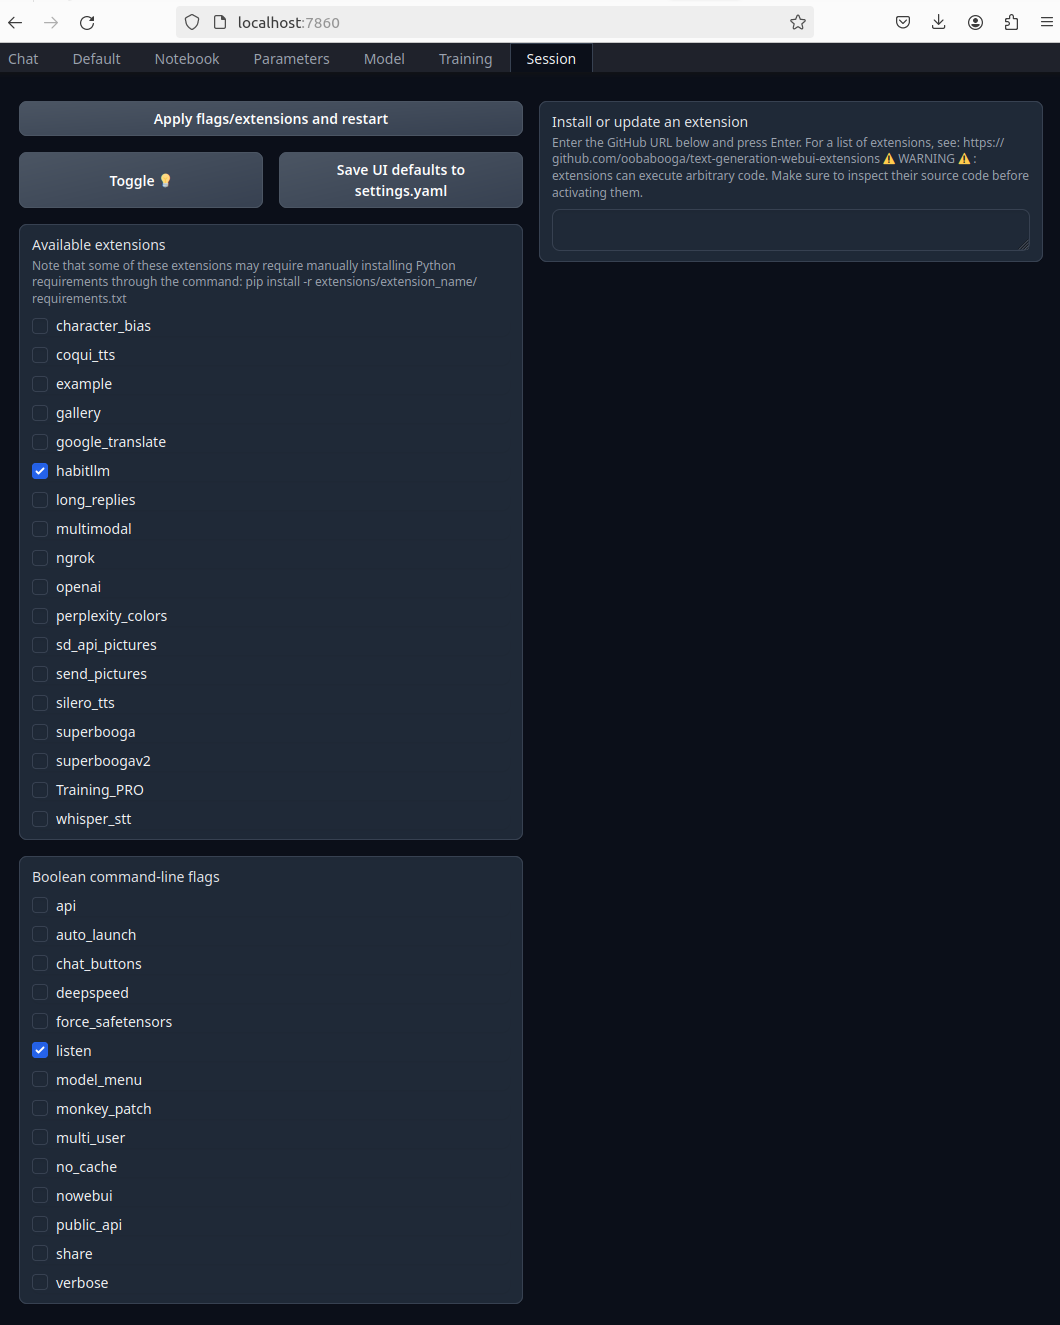 localhost:7860
Chat
Default
Notebook
Parameters
Model
Training
Session
Apply flags/extensions and restart
Toggle 💡
Save UI defaults to
settings.yaml
Available extensions
Note that some of these extensions may require manually installing Python
requirements through the command: pip install -r extensions/extension_name/
requirements.txt
character_bias
coqui_tts
example
gallery
google_translate
habitllm
long_replies
multimodal
ngrok
openai
perplexity_colors
sd_api_pictures
send_pictures
silero_tts
superbooga
superboogav2
Training_PRO
whisper_stt
Boolean command-line flags
api
auto_launch
chat_buttons
deepspeed
force_safetensors
listen
model_menu
monkey_patch
multi_user
no_cache
nowebui
public_api
share
verbose
Install or update an extension
Enter the GitHub URL below and press Enter. For a list of extensions, see: https://
github.com/oobabooga/text-generation-webui-extensions ⚠️ WARNING ⚠️ :
extensions can execute arbitrary code. Make sure to inspect their source code before
activating them.